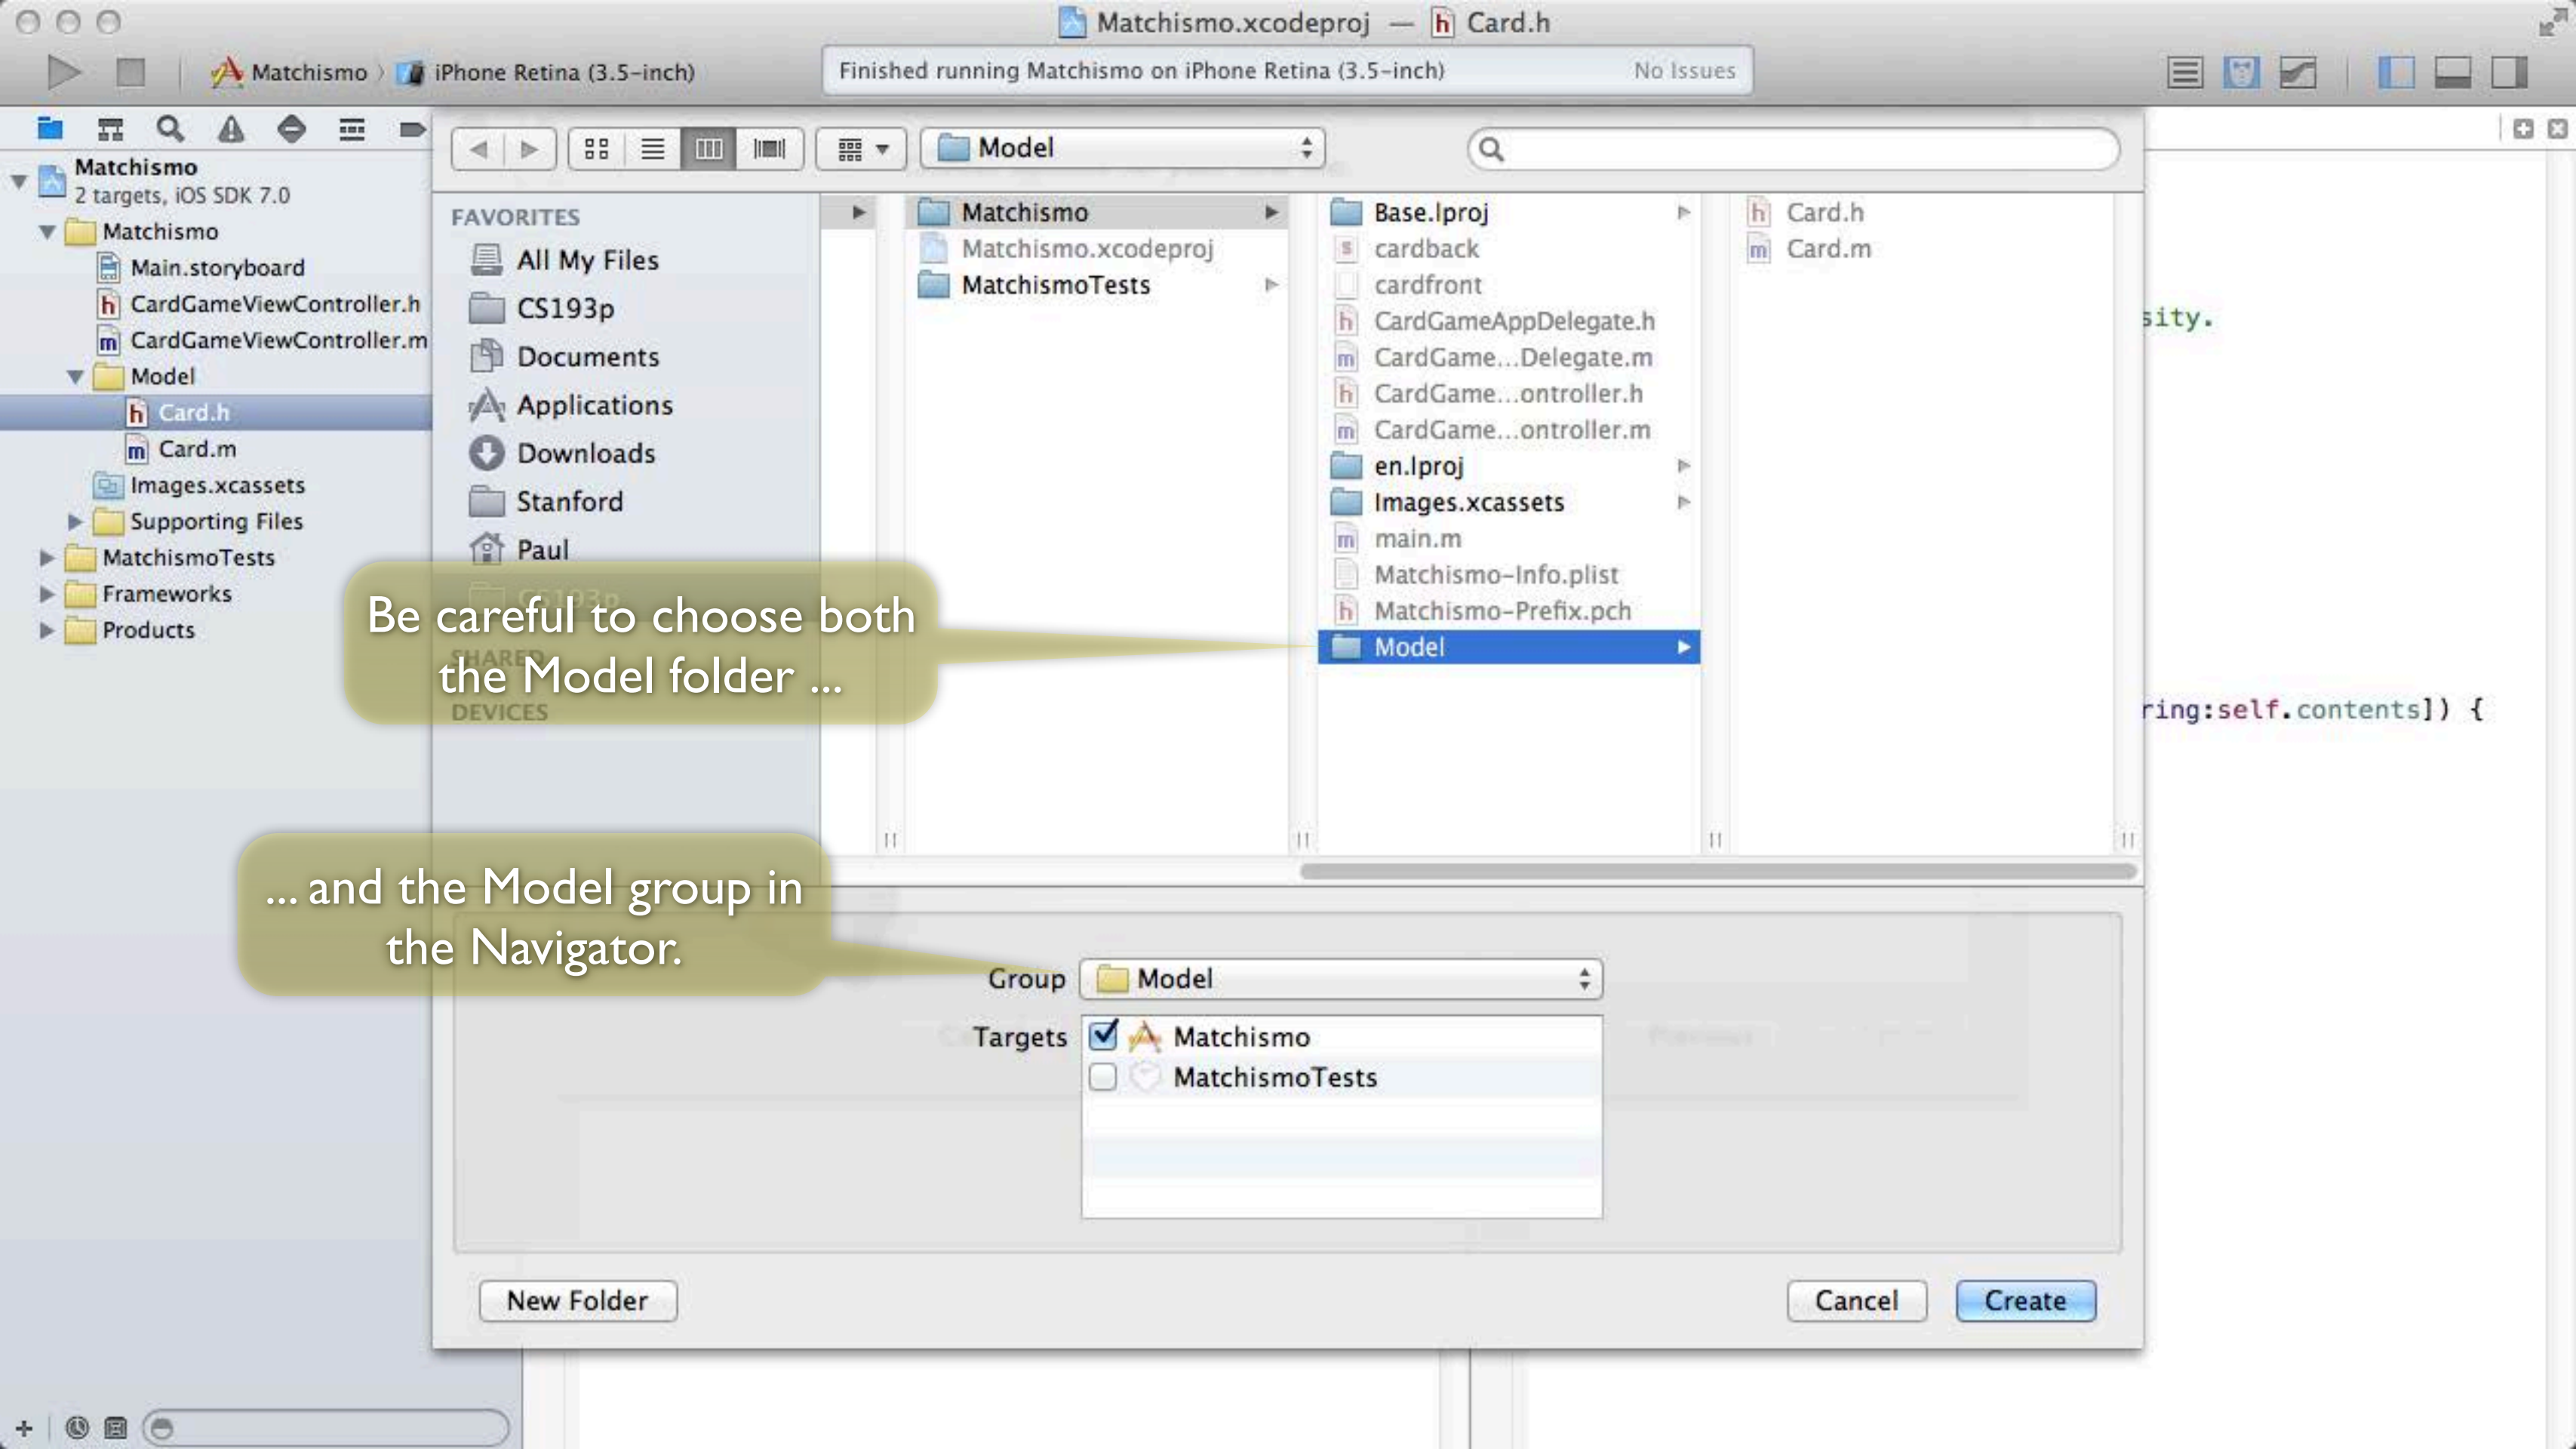 Matchismo.xcodeproj — Card.h
Matchismo
iPhone Retina (3.5-inch)
Finished running Matchismo on iPhone Retina (3.5-inch)
No Issues
Matchismo
2 targets, iOS SDK 7.0
Matchismo
Main.storyboard
CardGameViewController.h
CardGameViewController.m
Model
Card.h
Card.m
Images.xcassets
Supporting Files
MatchismoTests
Frameworks
Products
Model
FAVORITES
All My Files
CS193p
Documents
Applications
Downloads
Stanford
Paul
CS193p
SHARED
DEVICES
Matchismo
Matchismo.xcodeproj
MatchismoTests
Base.lproj
cardback
cardfront
CardGameAppDelegate.h
CardGame...Delegate.m
CardGame...ontroller.h
CardGame...ontroller.m
en.lproj
Images.xcassets
main.m
Matchismo-Info.plist
Matchismo-Prefix.pch
Model
Card.h
Card.m
sity.
ring:self.contents]) {
Be careful to choose both
the Model folder ...
... and the Model group in
the Navigator.
Group
Model
Targets
Matchismo
MatchismoTests
New Folder
Cancel
Create